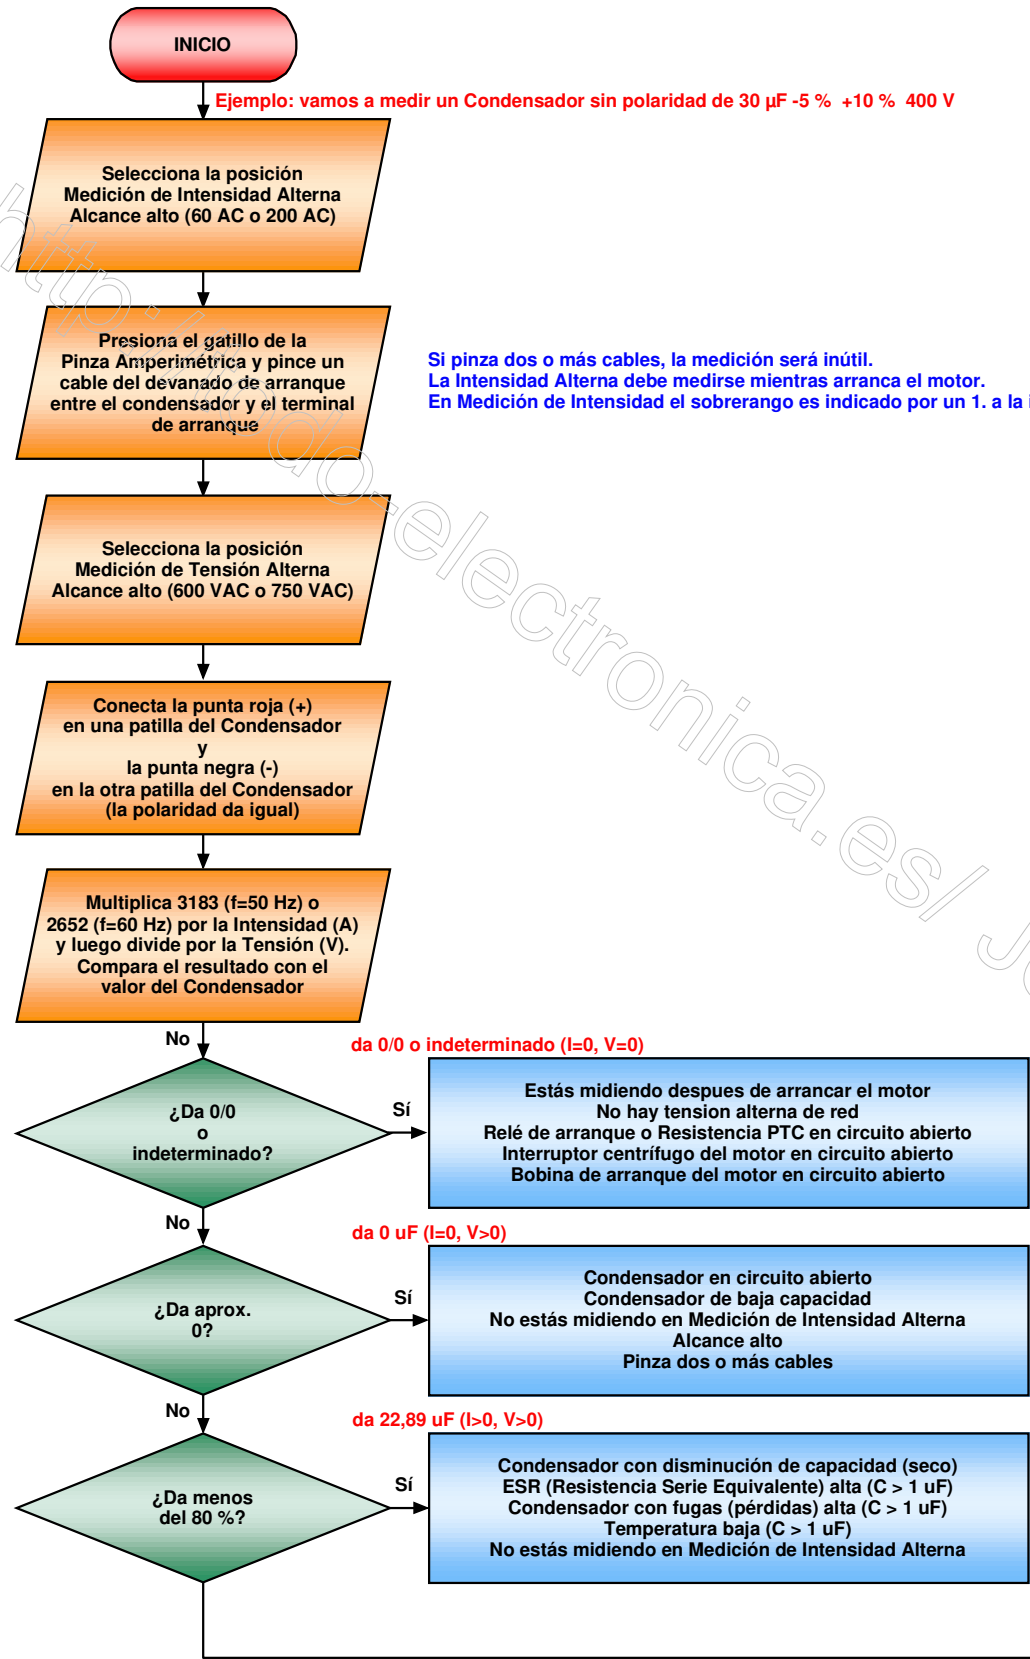 INICIO
Ejemplo: vamos a medir un Condensador sin polaridad de 30 µF -5 % +10 % 400 V
Selecciona la posición
Medición de Intensidad Alterna
Alcance alto (60 AC o 200 AC)
Presione el gatillo de la
Pinza Amperimétrica y pince un
cable del devanado de arranque
entre el condensador y el terminal
de arranque
Si pinza dos o más cables, la medición será inútil.
La Intensidad Alterna debe medirse mientras arranca el motor.
En Medición de Intensidad el sobrerango es indicado por un 1. a la
Selecciona la posición
Medición de Tensión Alterna
Alcance alto (600 VAC o 750 VAC)
Conecta la punta roja (+)
en una patilla del Condensador
y
la punta negra (-)
en la otra patilla del Condensador
(la polaridad da igual)
Multiplica 3183 (f=50 Hz) o
2652 (f=60 Hz) por la Intensidad (A)
y luego divide por la Tensión (V).
Compara el resultado con el
valor del Condensador
No
da 0/0 o indeterminado (I=0, V=0)
¿Da 0/0
o
indeterminado?
Sí
Estás midiendo despues de arrancar el motor
No hay tension alterna de red
Relé de arranque o Resistencia PTC en circuito abierto
Interruptor centrífugo del motor en circuito abierto
Bobina de arranque del motor en circuito abierto
No
da 0 uF (I=0, V>0)
¿Da aprox.
0?
Sí
Condensador en circuito abierto
Condensador de baja capacidad
No estás midiendo en Medición de Intensidad Alterna
Alcance alto
Pinza dos o más cables
No
da 22,89 uF (I>0, V>0)
¿Da menos
del 80 %?
Sí
Condensador con disminución de capacidad (seco)
ESR (Resistencia Serie Equivalente) alta (C > 1 uF)
Condensador con fugas (pérdidas) alta (C > 1 uF)
Temperatura baja (C > 1 uF)
No estás midiendo en Medición de Intensidad Alterna
http://todo-electronica.es/